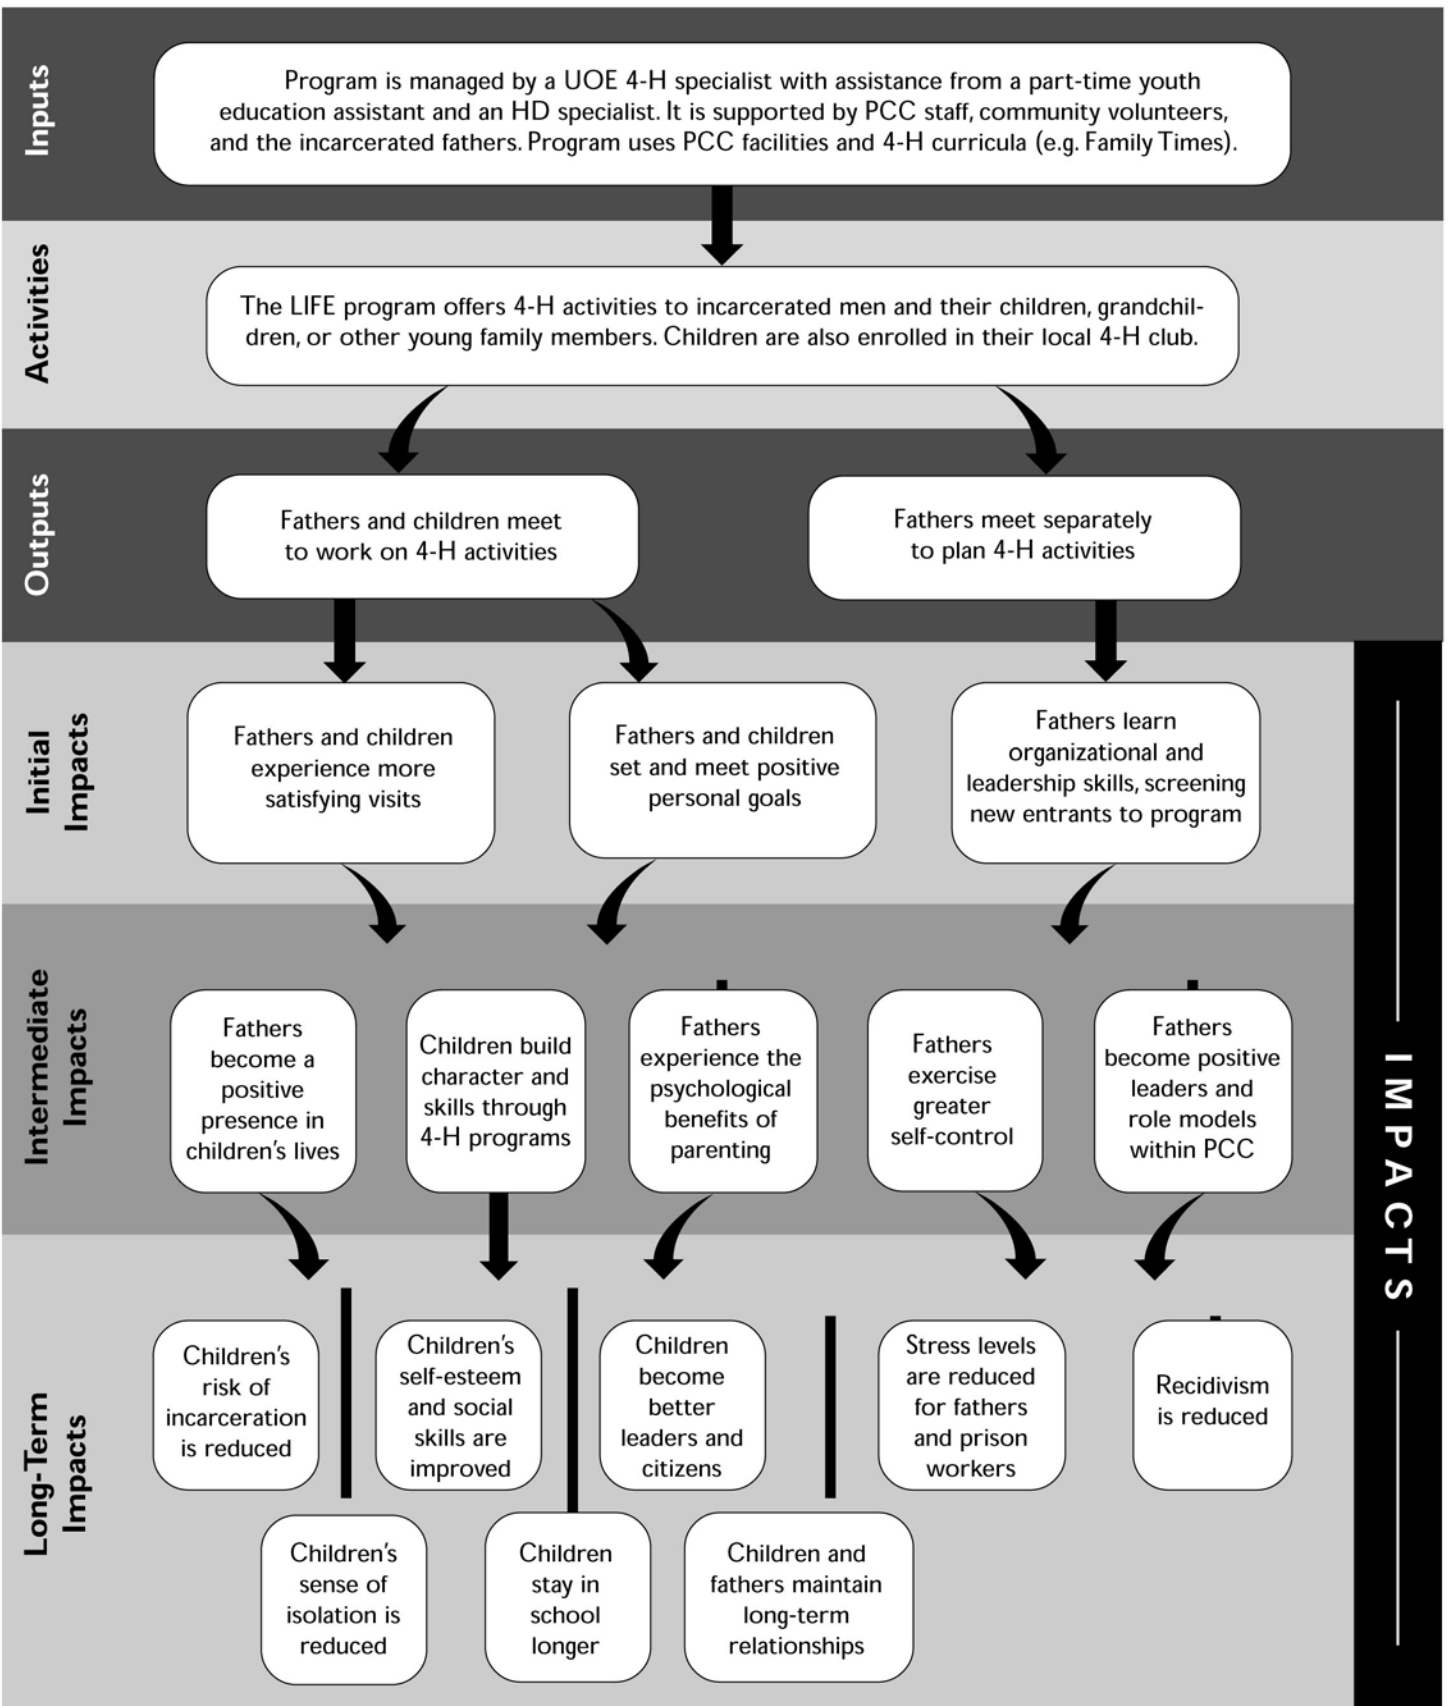 Inputs
Program is managed by a UOE 4-H specialist with assistance from a part-time youth
education assistant and an HD specialist. It is supported by PCC staff, community volunteers,
and the incarcerated fathers. Program uses PCC facilities and 4-H curricula (e.g. Family Times).
Activities
The LIFE program offers 4-H activities to incarcerated men and their children, grandchil-
dren, or other young family members. Children are also enrolled in their local 4-H club.
Outputs
Fathers and children meet
to work on 4-H activities
Fathers meet separately
to plan 4-H activities
Initial
Impacts
Fathers and children
experience more
satisfying visits
Fathers and children
set and meet positive
personal goals
Fathers learn
organizational and
leadership skills, screening
new entrants to program
Intermediate
Impacts
Fathers
become a
positive
presence in
children's lives
Children build
character and
skills through
4-H programs
Fathers
experience the
psychological
benefits of
parenting
Fathers
exercise
greater
self-control
Fathers
become positive
leaders and
role models
within PCC
IMPACTS
Long-Term
Impacts
Children's
risk of
incarceration
is reduced
Children's
self-esteem
and social
skills are
improved
Children
become
better
leaders and
citizens
Stress levels
are reduced
for fathers
and prison
workers
Recidivism
is reduced
Children's
sense of
isolation is
reduced
Children
stay in
school
longer
Children and
fathers maintain
long-term
relationships